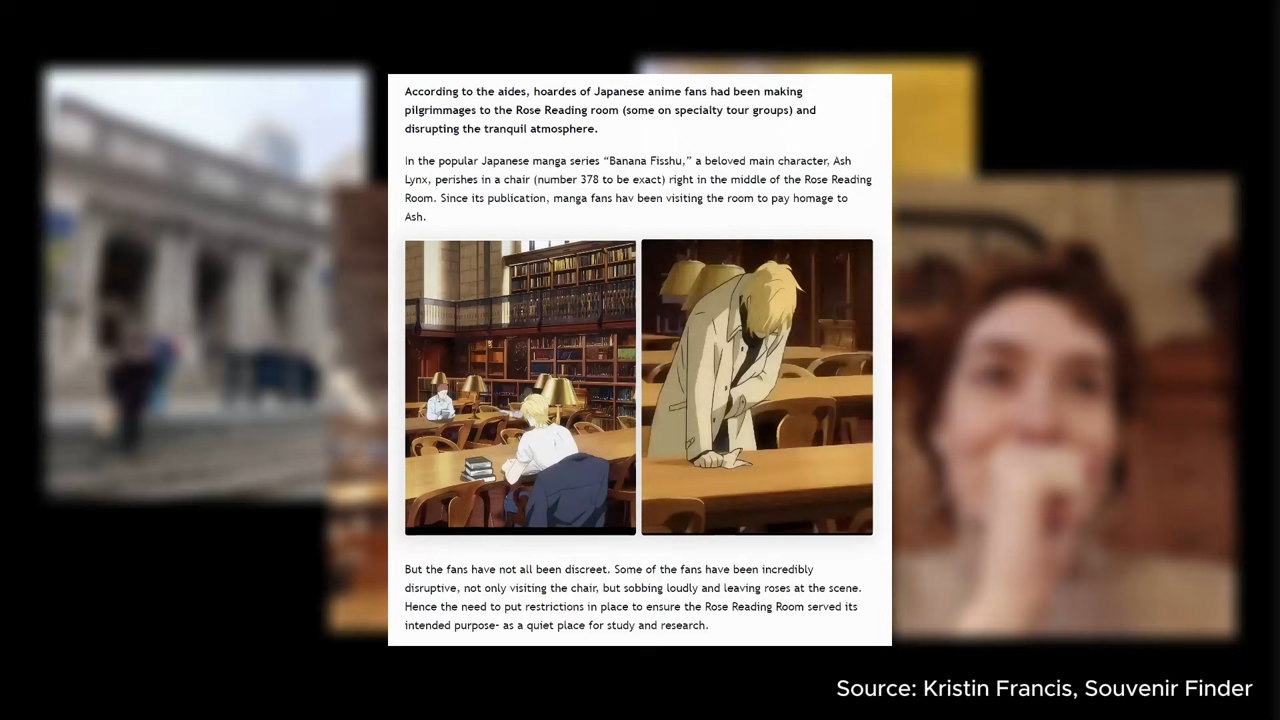 According to the aides, hoardes of Japanese anime fans had been making
pilgrimmages to the Rose Reading room (some on specialty tour groups) and
disrupting the tranquil atmosphere.
In the popular Japanese manga series “Banana Fisshu,” a beloved main character, Ash
Lynx, perishes in a chair (number 378 to be exact) right in the middle of the Rose Reading
Room. Since its publication, manga fans hav been visiting the room to pay homage to
Ash.
But the fans have not all been discreet. Some of the fans have been incredibly
disruptive, not only visiting the chair, but sobbing loudly and leaving roses at the scene.
Hence the need to put restrictions in place to ensure the Rose Reading Room served its
intended purpose- as a quiet place for study and research.
Source: Kristin Francis, Souvenir Finder